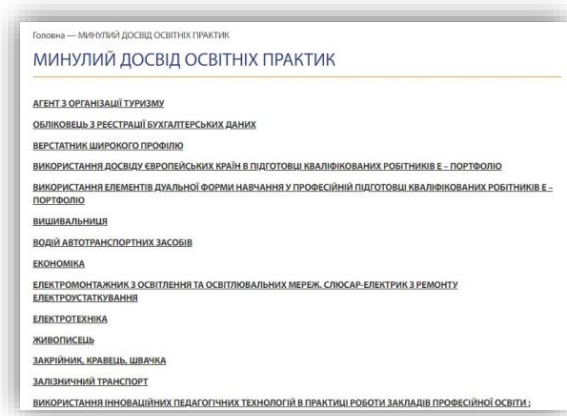 Головна — МИНУЛИЙ ДОСВІД ОСВІТНІХ ПРАКТИК
МИНУЛИЙ ДОСВІД ОСВІТНІХ ПРАКТИК
АГЕНТ З ОРГАНІЗАЦІЇ ТУРИЗМУ
ОБЛІКОВЕЦЬ З РЕЄСТРАЦІЇ БУХГАЛТЕРСЬКИХ ДАНИХ
ВЕРСТАТНИК ШИРОКОГО ПРОФІЛЮ
ВИКОРИСТАННЯ ДОСВІДУ ЄВРОПЕЙСЬКИХ КРАЇН В ПІДГОТОВЦІ КВАЛІФІКОВАНИХ РОБІТНИКІВ Е – ПОРТФОЛІО
ВИКОРИСТАННЯ ЕЛЕМЕНТІВ ДУАЛЬНОЇ ФОРМИ НАВЧАННЯ У ПРОФЕСІЙНІЙ ПІДГОТОВЦІ КВАЛІФІКОВАНИХ РОБІТНИКІВ Е –
ПОРТФОЛІО
ВИШИВАЛЬНИЦЯ
ВОДІЙ АВТОТРАНСПОРТНИХ ЗАСОБІВ
ЕКОНОМІКА
ЕЛЕКТРОМОНТАЖНИК З ОСВІТЛЕННЯ ТА ОСВІТЛЮВАЛЬНИХ МЕРЕЖ. СЛЮСАР-ЕЛЕКТРИК З РЕМОНТУ
ЕЛЕКТРОУСТАТКУВАННЯ
ЕЛЕКТРОТЕХНІКА
ЖИВОПИСЕЦЬ
ЗАКРІЙНИК, КРАВЕЦЬ, ШВАЧКА
ЗАЛІЗНИЧНИЙ ТРАНСПОРТ
ВИКОРИСТАННЯ ІННОВАЦІЙНИХ ПЕДАГОГІЧНИХ ТЕХНОЛОГІЙ В ПРАКТИЦІ РОБОТИ ЗАКЛАДІВ ПРОФЕСІЙНОЇ ОСВІТИ :